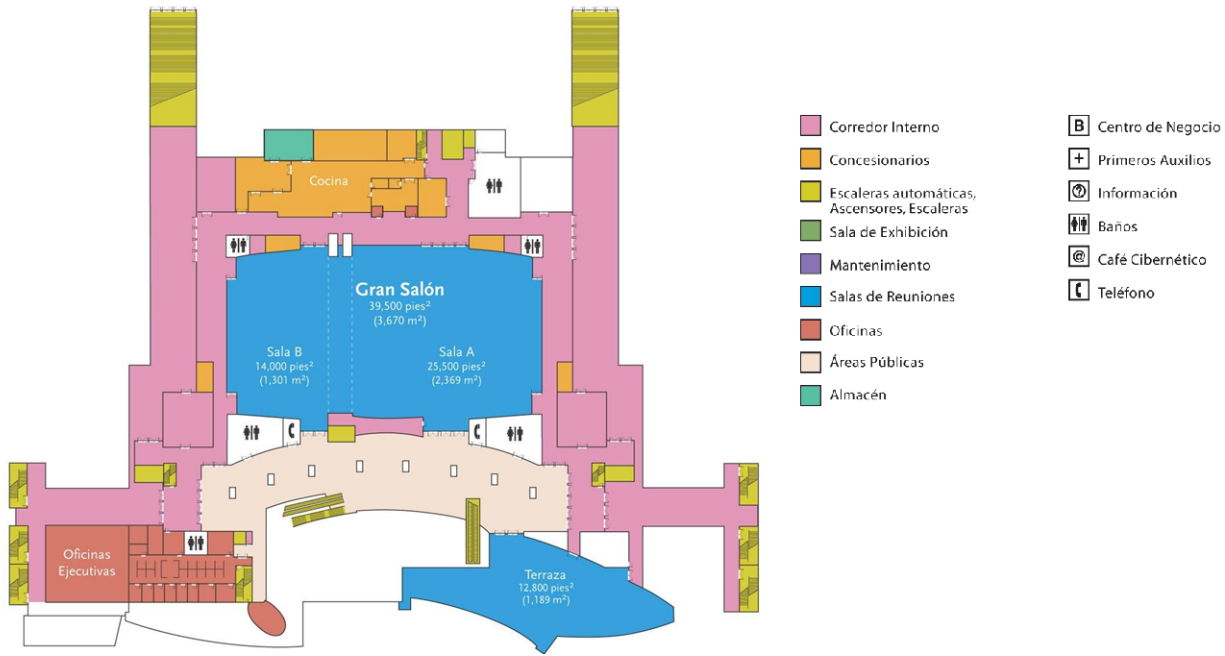 Cocina
Gran Salón
39,500 pies²
(3,670 m²)
Sala B
14,000 pies²
(1,301 m²)
Sala A
25,500 pies²
(2,369 m²)
Oficinas
Ejecutivas
Terraza
12,800 pies²
(1,189 m²)
Corredor Interno
Concesionarios
Escaleras automáticas,
Ascensores, Escaleras
Sala de Exhibición
Mantenimiento
Salas de Reuniones
Oficinas
Áreas Públicas
Almacén
B Centro de Negocio
+ Primeros Auxilios
? Información
Baños
@ Café Cibernético
Teléfono